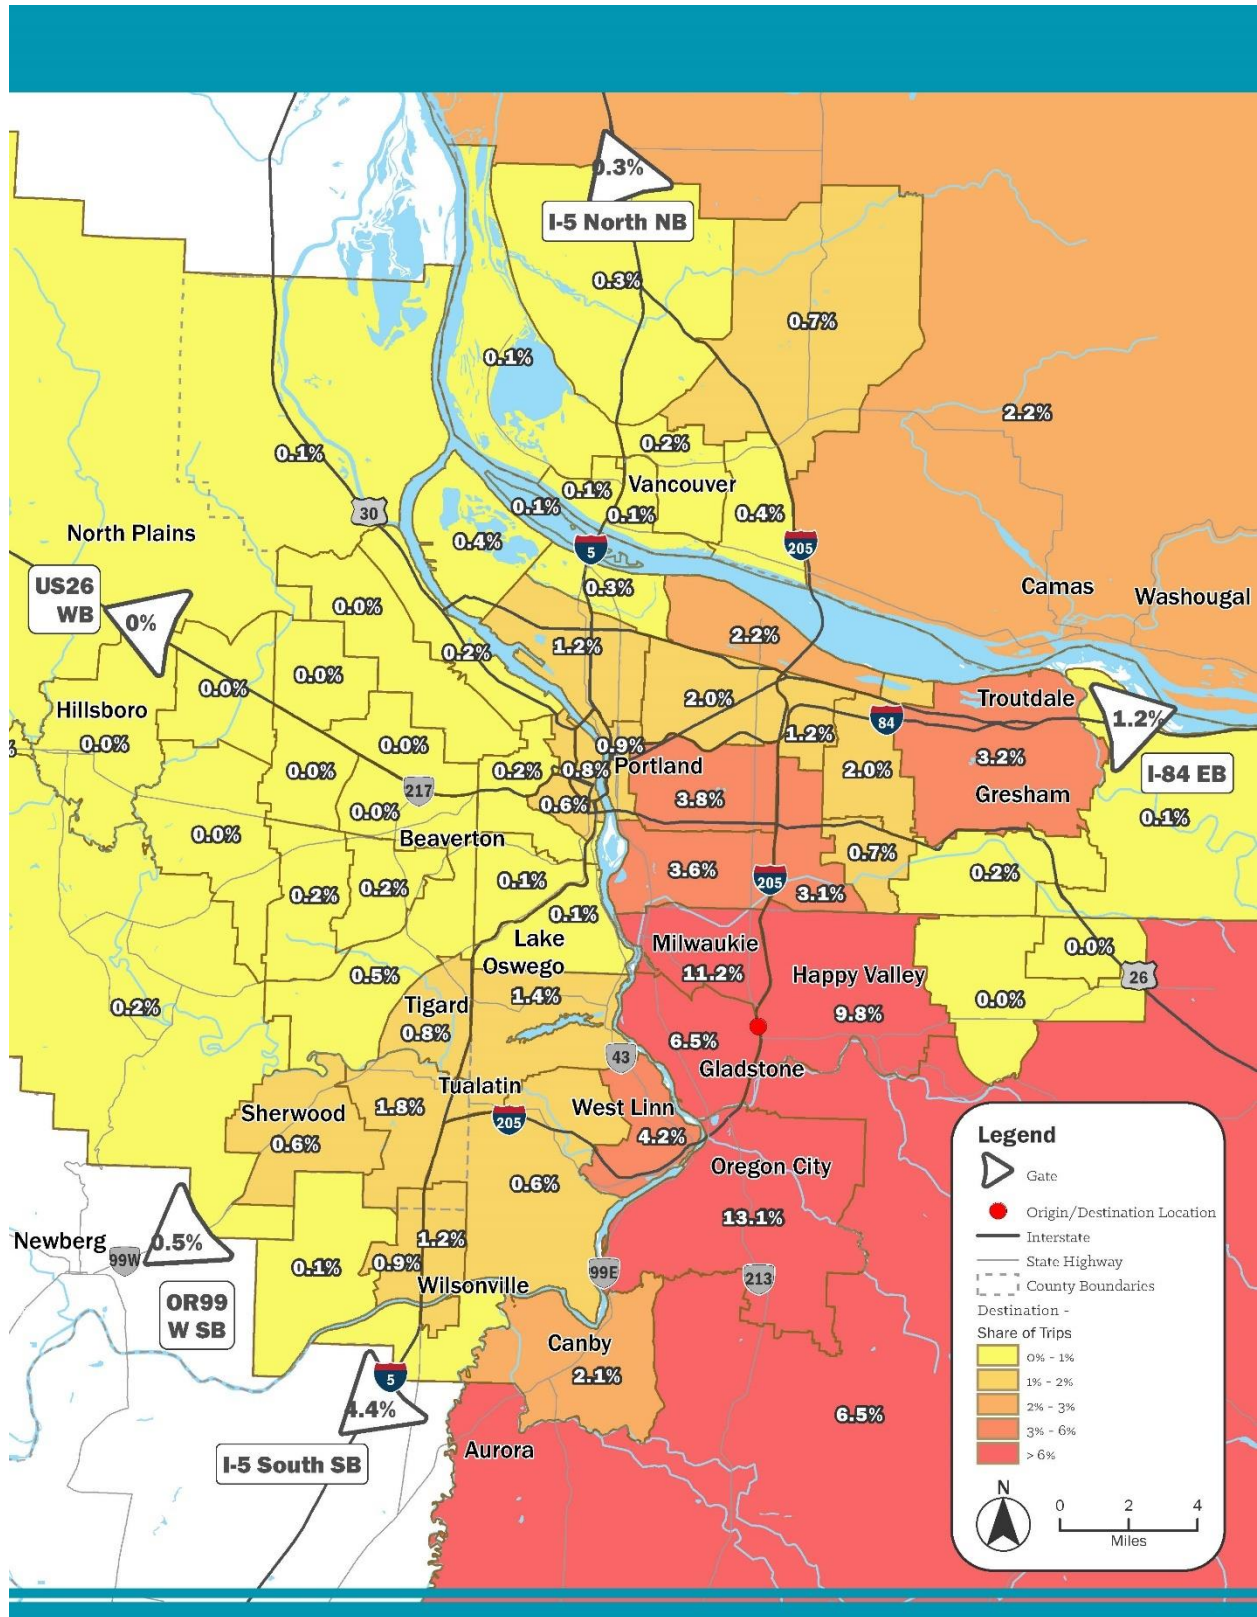 0.3%
I-5 North NB
0.3%
0.7%
0.1%
2.2%
0.2%
0.1%
0.1%
Vancouver
0.1%
0.1%
0.4%
30
North Plains
0.4%
5
205
US26
WB
0%
0.0%
0.3%
Camas
Washougal
0.2%
1.2%
2.2%
0.0%
0.0%
2.0%
Troutdale
Hillsboro
0.0%
0.0%
0.9%
84
1.2%
1.2%
I-84 EB
0.0%
0.2%
0.8%
Portland
2.0%
3.2%
217
0.0%
0.6%
3.8%
Gresham
0.1%
0.0%
Beaverton
0.7%
0.2%
0.2%
0.1%
3.6%
205
3.1%
0.2%
0.1%
Lake
Oswego
Milwaukie
11.2%
Happy Valley
0.0%
26
0.5%
1.4%
0.0%
0.2%
Tigard
0.8%
9.8%
6.5%
43
Gladstone
Tualatin
Sherwood
0.6%
1.8%
205
West Linn
4.2%
Oregon City
0.6%
13.1%
Newberg
99W
0.5%
OR99
W SB
0.1%
0.9%
1.2%
Wilsonville
99E
213
Canby
2.1%
5
4.4%
I-5 South SB
Aurora
6.5%
Legend
Gate
Origin/Destination Location
Interstate
State Highway
County Boundaries
Destination -
Share of Trips
0% - 1%
1% - 2%
2% - 3%
3% - 6%
> 6%
N
0 2 4
Miles